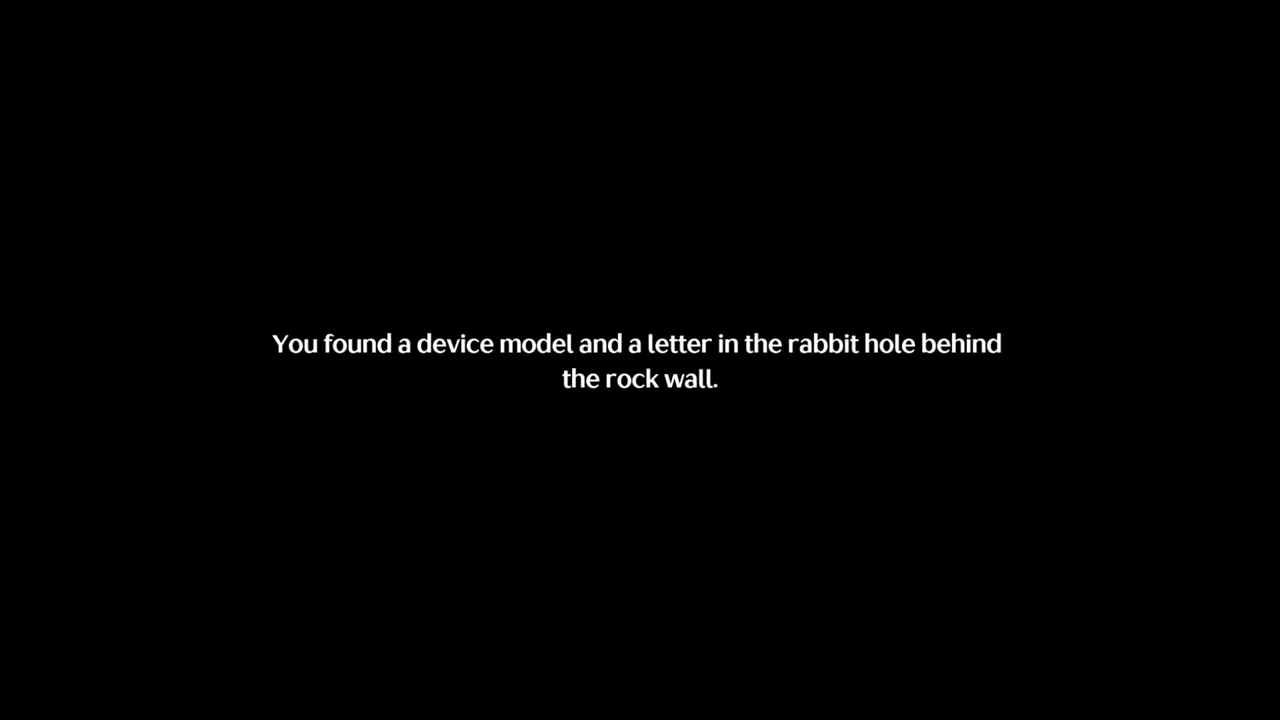 You found a device model and a letter in the rabbit hole behind
the rock wall.